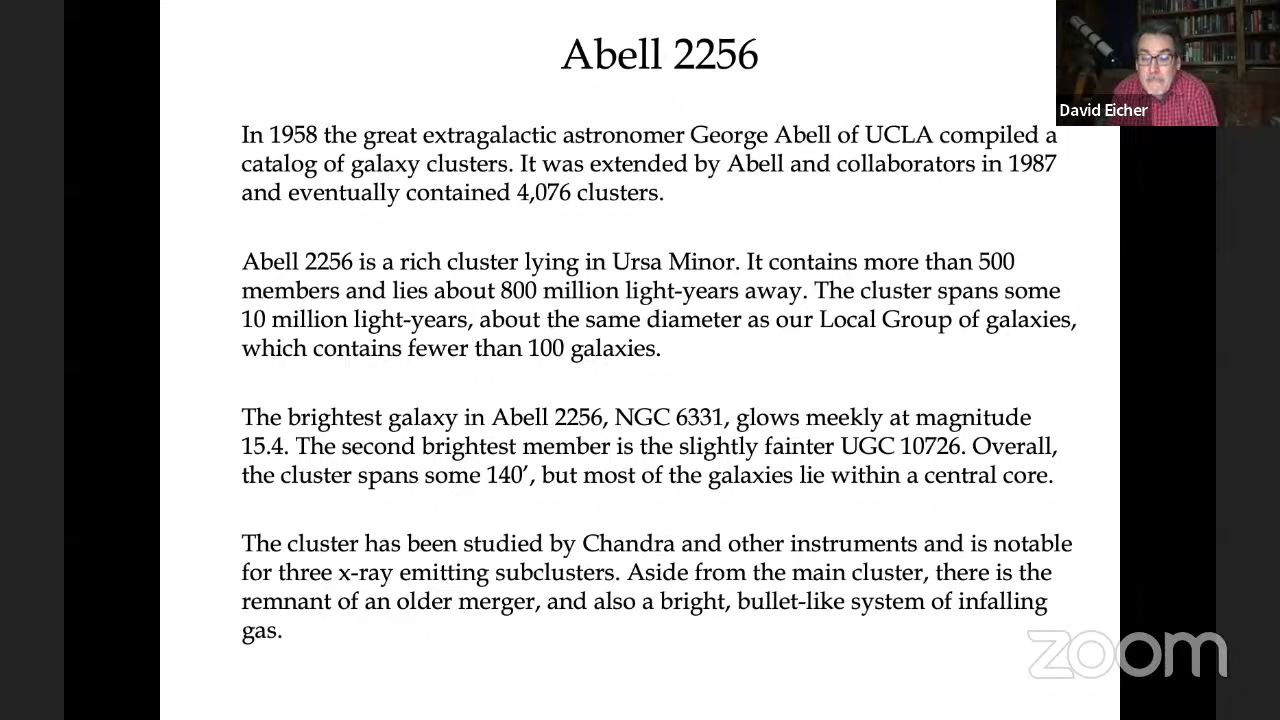 Abell 2256
David Eicher
In 1958 the great extragalactic astronomer George Abell of UCLA compiled a
catalog of galaxy clusters. It was extended by Abell and collaborators in 1987
and eventually contained 4,076 clusters.
Abell 2256 is a rich cluster lying in Ursa Minor. It contains more than 500
members and lies about 800 million light-years away. The cluster spans some
10 million light-years, about the same diameter as our Local Group of galaxies,
which contains fewer than 100 galaxies.
The brightest galaxy in Abell 2256, NGC 6331, glows meekly at magnitude
15.4. The second brightest member is the slightly fainter UGC 10726. Overall,
the cluster spans some 140′, but most of the galaxies lie within a central core.
The cluster has been studied by Chandra and other instruments and is notable
for three x-ray emitting subclusters. Aside from the main cluster, there is the
remnant of an older merger, and also a bright, bullet-like system of infalling
gas.
zoom